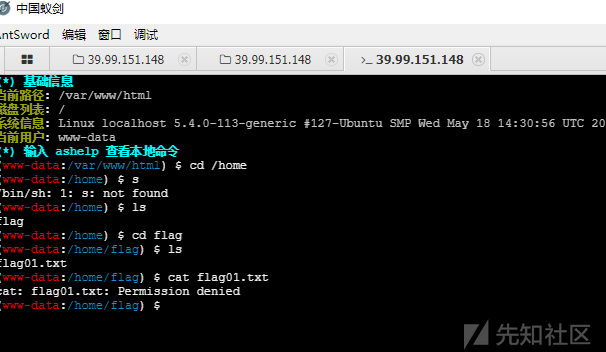 中国蚁剑
AntSword 编辑 窗口 调试
39.99.151.148 39.99.151.148 >_ 39.99.151.148
(*) 基础信息
当前路径: /var/www/html
磁盘列表: /
系统信息: Linux localhost 5.4.0-113-generic #127-Ubuntu SMP Wed May 18 14:30:56 UTC 20
当前用户: www-data
(*) 输入 ashelp 查看本地命令
(www-data:/var/www/html) $ cd /home
(www-data:/home) $ s
/bin/sh: 1: s: not found
(www-data:/home) $ ls
flag
(www-data:/home) $ cd flag
(www-data:/home/flag) $ ls
flag01.txt
(www-data:/home/flag) $ cat flag01.txt
cat: flag01.txt: Permission denied
(www-data:/home/flag) $
先知社区